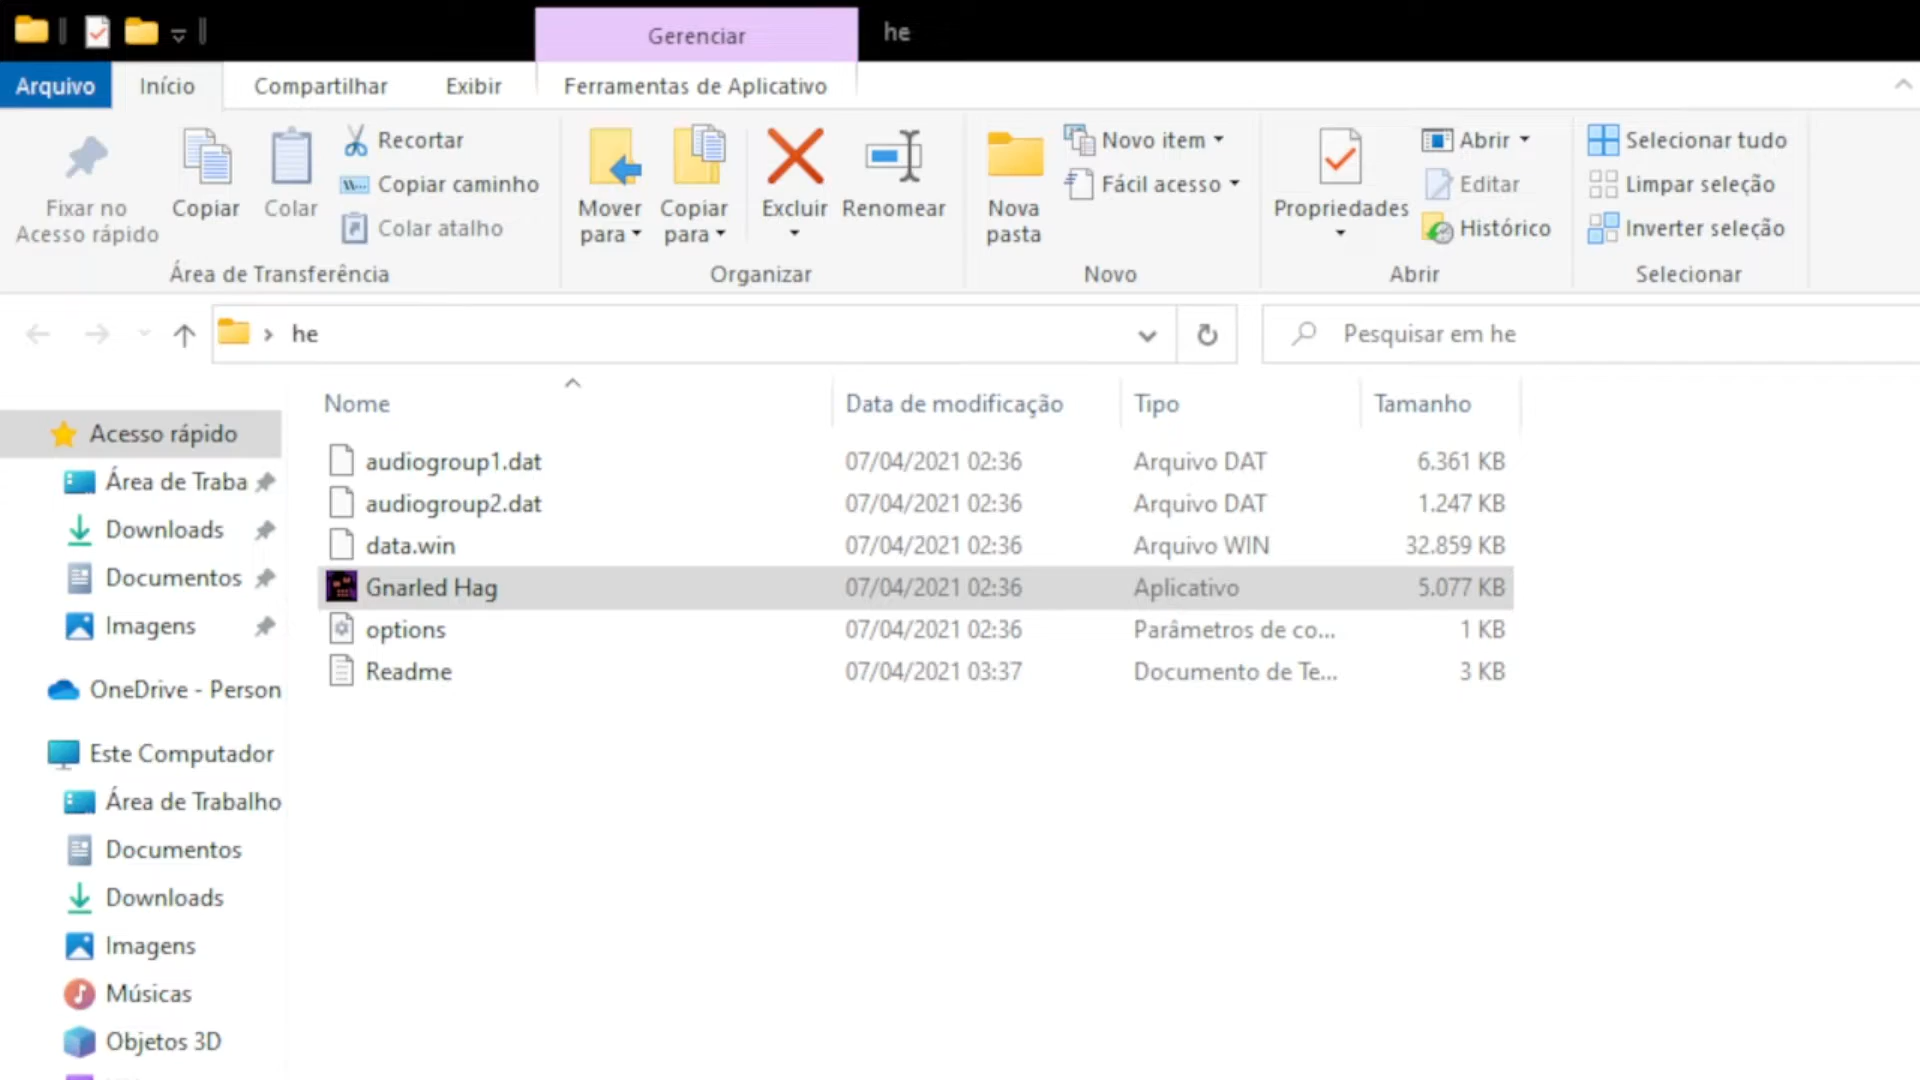 Gerenciar
he
Arquivo
Início
Compartilhar
Exibir
Ferramentas de Aplicativo
Fixar no
Acesso rápido
Copiar
Colar
Recortar
Copiar caminho
Colar atalho
Área de Transferência
Mover
para
Copiar
para
Excluir
Renomear
Organizar
Nova
pasta
Novo item
Fácil acesso
Novo
Propriedades
Abrir
Editar
Histórico
Abrir
Selecionar tudo
Limpar seleção
Inverter seleção
Selecionar
he
Pesquisar em he
Nome Data de modificação Tipo Tamanho
audiogroup1.dat 07/04/2021 02:36 Arquivo DAT 6.361 KB
audiogroup2.dat 07/04/2021 02:36 Arquivo DAT 1.247 KB
data.win 07/04/2021 02:36 Arquivo WIN 32.859 KB
Gnarled Hag 07/04/2021 02:36 Aplicativo 5.077 KB
options 07/04/2021 02:36 Parâmetros de co... 1 KB
Readme 07/04/2021 03:37 Documento de Te... 3 KB
Acesso rápido
Área de Traba
Downloads
Documentos
Imagens
OneDrive - Person
Este Computador
Área de Trabalho
Documentos
Downloads
Imagens
Músicas
Objetos 3D